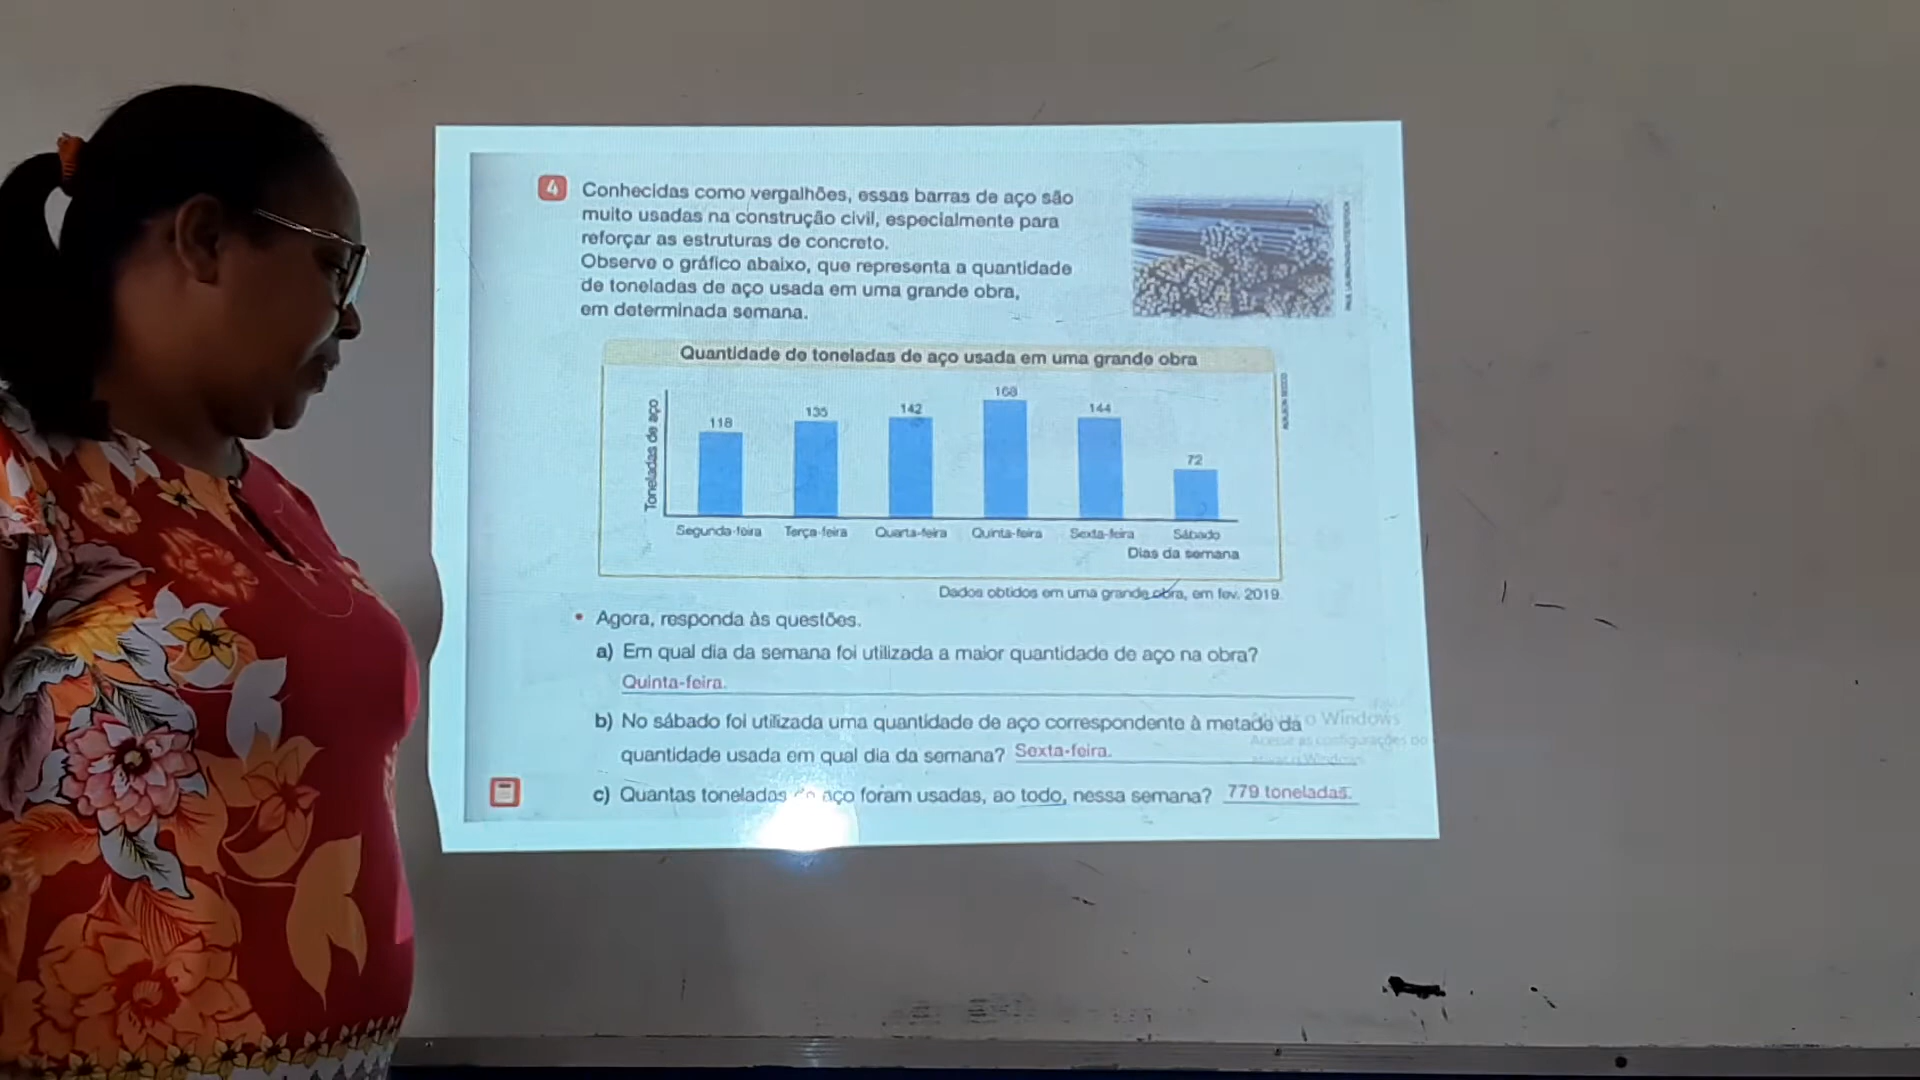 4 Conhecidas como vergalhões, essas barras de aço são
muito usadas na construção civil, especialmente para
reforçar as estruturas de concreto.
Observe o gráfico abaixo, que representa a quantidade
de toneladas de aço usada em uma grande obra,
em determinada semana.
Quantidade de toneladas de aço usada em uma grande obra
Toneladas de aço
118 135 142 168 144 72
Segunda-feira Terça-feira Quarta-feira Quinta-feira Sexta-feira Sábado
Dias da semana
Dados obtidos em uma grande obra, em fev. 2019.
• Agora, responda às questões.
a) Em qual dia da semana foi utilizada a maior quantidade de aço na obra?
Quinta-feira.
b) No sábado foi utilizada uma quantidade de aço correspondente à metade da
quantidade usada em qual dia da semana? Sexta-feira.
c) Quantas toneladas de aço foram usadas, ao todo, nessa semana? 779 toneladas.
o Windows
Acesse as configurações do